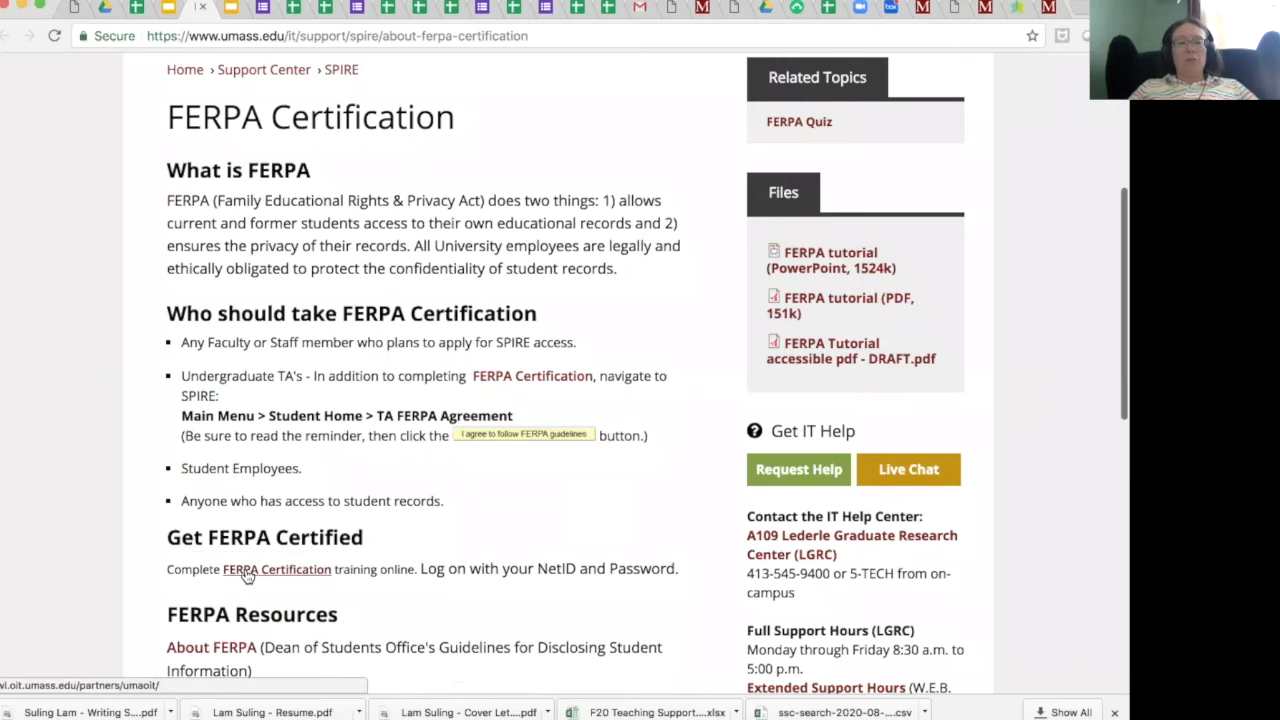 Secure https://www.umass.edu/it/support/spire/about-ferpa-certification
Home › Support Center › SPIRE
FERPA Certification
What is FERPA
FERPA (Family Educational Rights & Privacy Act) does two things: 1) allows
current and former students access to their own educational records and 2)
ensures the privacy of their records. All University employees are legally and
ethically obligated to protect the confidentiality of student records.
Who should take FERPA Certification
▪ Any Faculty or Staff member who plans to apply for SPIRE access.
▪ Undergraduate TA's - In addition to completing FERPA Certification, navigate to
SPIRE:
Main Menu > Student Home > TA FERPA Agreement
(Be sure to read the reminder, then click the I agree to follow FERPA guidelines button.)
▪ Student Employees.
▪ Anyone who has access to student records.
Get FERPA Certified
Complete FERPA Certification training online. Log on with your NetID and Password.
FERPA Resources
About FERPA (Dean of Students Office's Guidelines for Disclosing Student
Information)
Related Topics
FERPA Quiz
Files
FERPA tutorial
(PowerPoint, 1524k)
FERPA tutorial (PDF,
151k)
FERPA Tutorial
accessible pdf - DRAFT.pdf
Get IT Help
Request Help Live Chat
Contact the IT Help Center:
A109 Lederle Graduate Research
Center (LGRC)
413-545-9400 or 5-TECH from on-
campus
Full Support Hours (LGRC)
Monday through Friday 8:30 a.m. to
5:00 p.m.
Extended Support Hours (W.E.B.
wl.oit.umass.edu/partners/umaoit/
Suling Lam - Writing S....pdf Lam Suling - Resume.pdf Lam Suling - Cover Let....pdf F20 Teaching Support....xlsx ssc-search-2020-08-....csv Show All